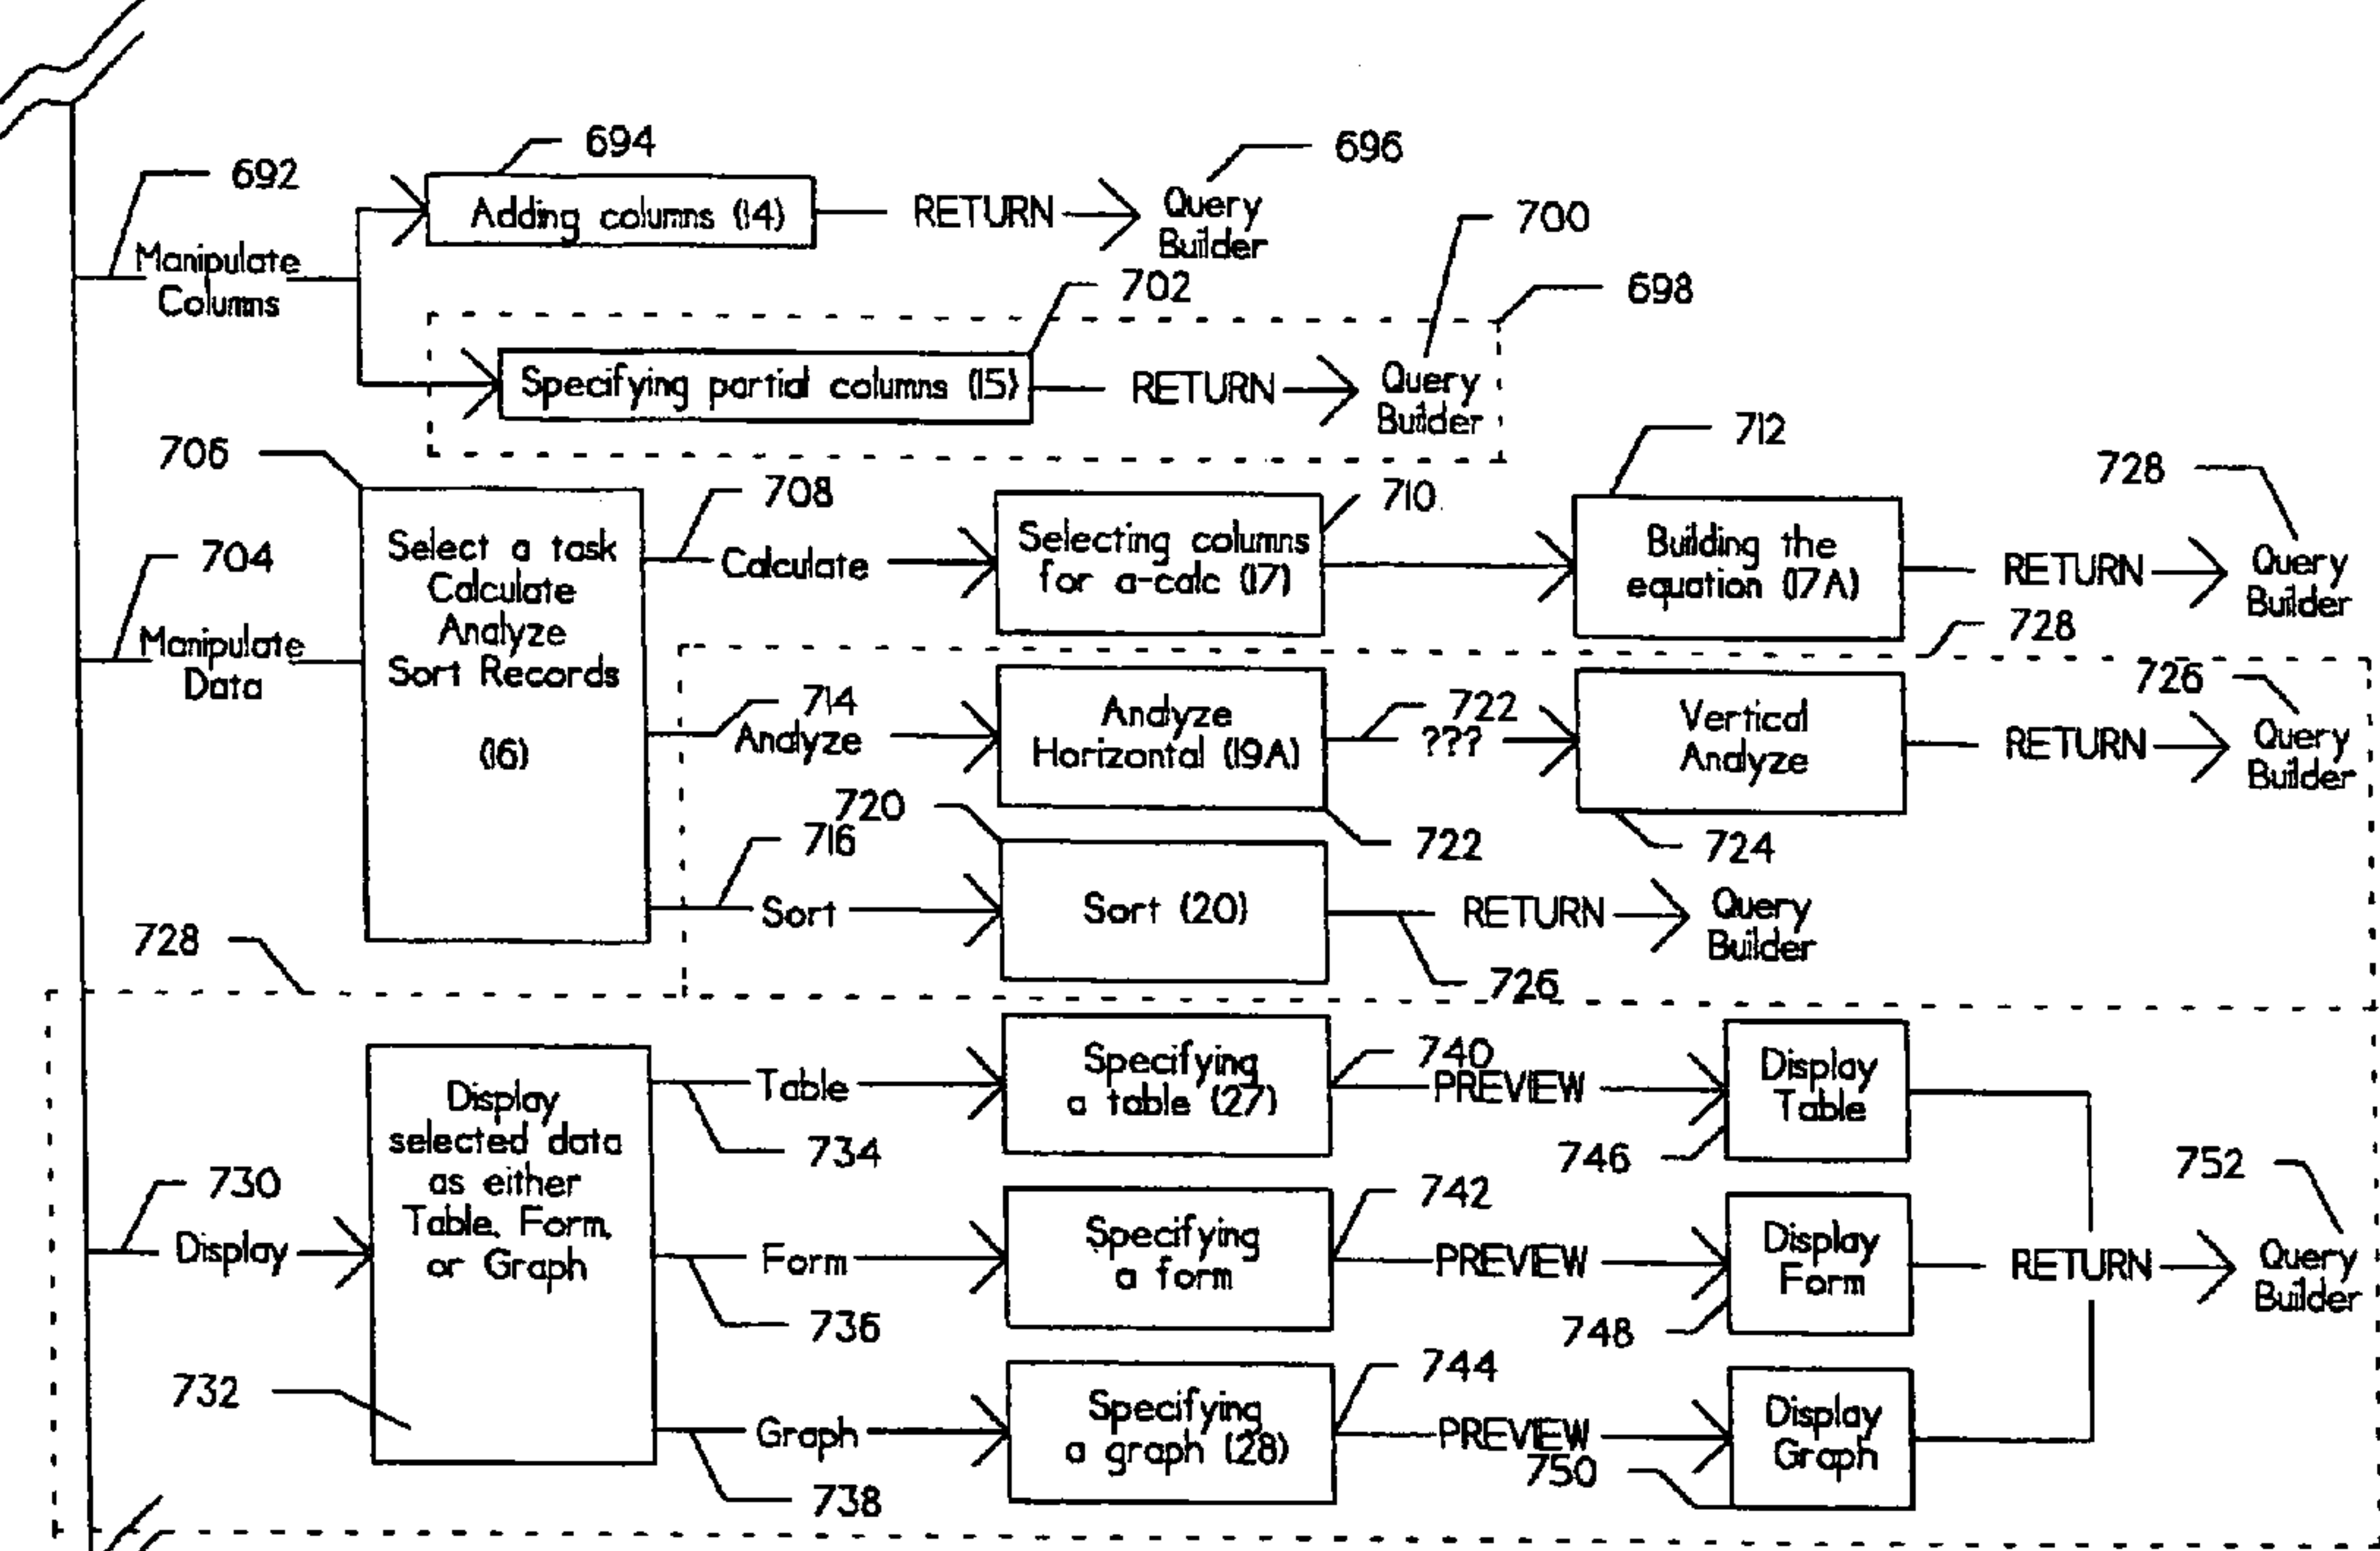 694
696
692
Adding columns (14)
RETURN
Query
Builder
700
Manipulate
Columns
702
698
Specifying partial columns (15)
RETURN
Query
Builder
706
708
710
712
728
704
Select a task
Calculate
Analyze
Sort Records
(16)
Calculate
Selecting columns
for a-calc (17)
Building the
equation (17A)
RETURN
Query
Builder
728
Manipulate
Data
726
714
Analyze
Analyze
Horizontal (19A)
722
???
Vertical
Analyze
RETURN
Query
Builder
720
716
722
724
Sort
Sort (20)
RETURN
Query
Builder
728
726
Display
selected data
as either
Table, Form,
or Graph
Table
Specifying
a table (27)
740
PREVIEW
Display
Table
734
746
752
730
Display
742
Form
Specifying
a form
PREVIEW
Display
Form
RETURN
Query
Builder
736
748
732
744
Graph
Specifying
a graph (28)
PREVIEW
Display
Graph
750
738